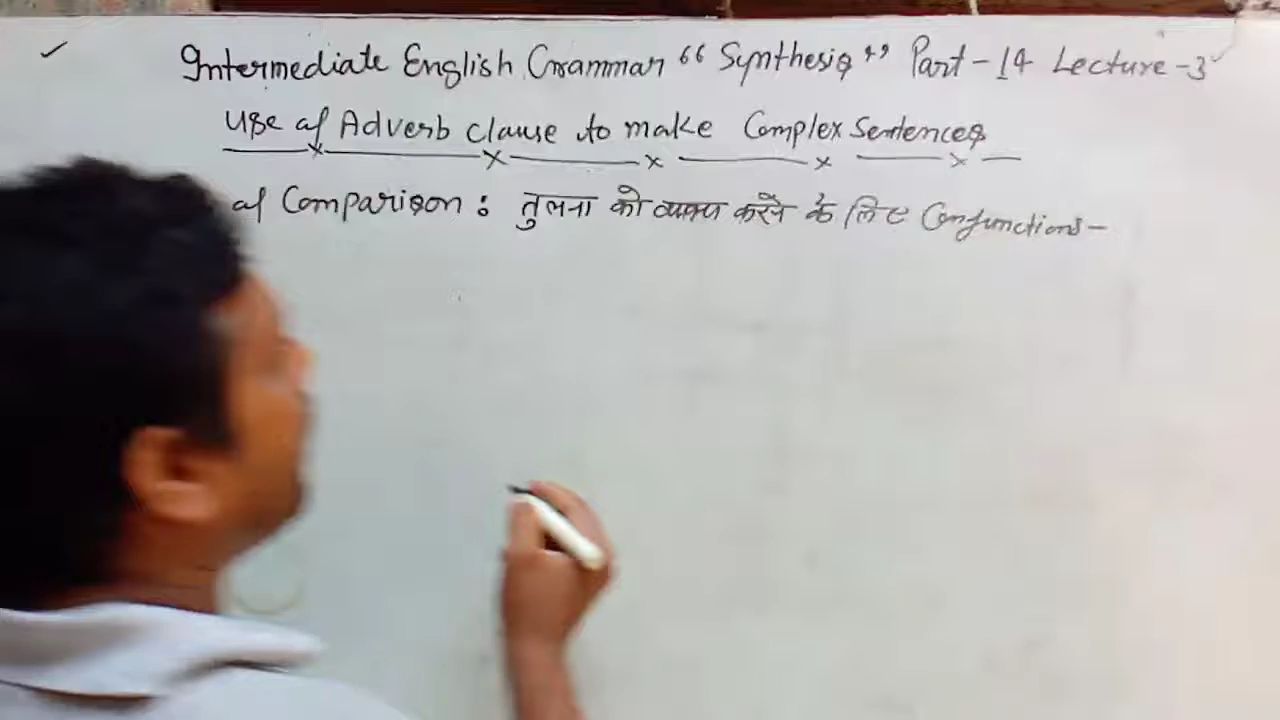 Intermediate English Grammar “Synthesis” Part-14 Lecture-3
Use of Adverb clause to make Complex Sentences
of Comparison: तुलना को व्यक्त करने के लिए Conjunctions-